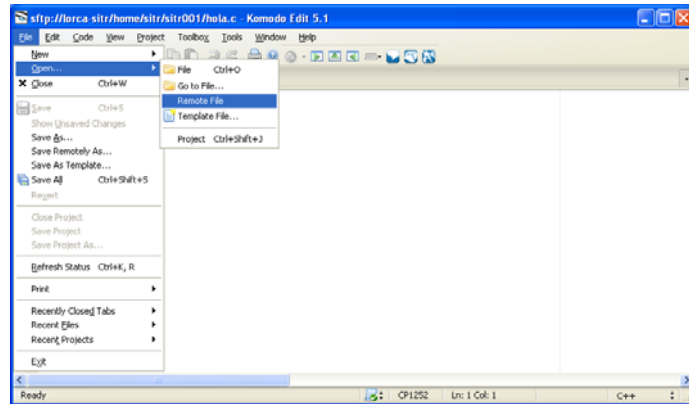 sftp://lorca-sitr/home/sitr/sitr001/hola.c - Komodo Edit 5.1
File Edit Code View Project Toolbox Tools Window Help
New
Open...
Close Ctrl+W
Save Ctrl+S
Show Unsaved Changes
Save As...
Save Remotely As...
Save As Template...
Save All Ctrl+Shift+S
Revert
Close Project
Save Project
Save Project As...
Refresh Status Ctrl+K, R
Print
Recently Closed Tabs
Recent Files
Recent Projects
Exit
File Ctrl+O
Go to File...
Remote File
Template File...
Project Ctrl+Shift+J
Ready CP1252 Ln: 1 Col: 1 C++